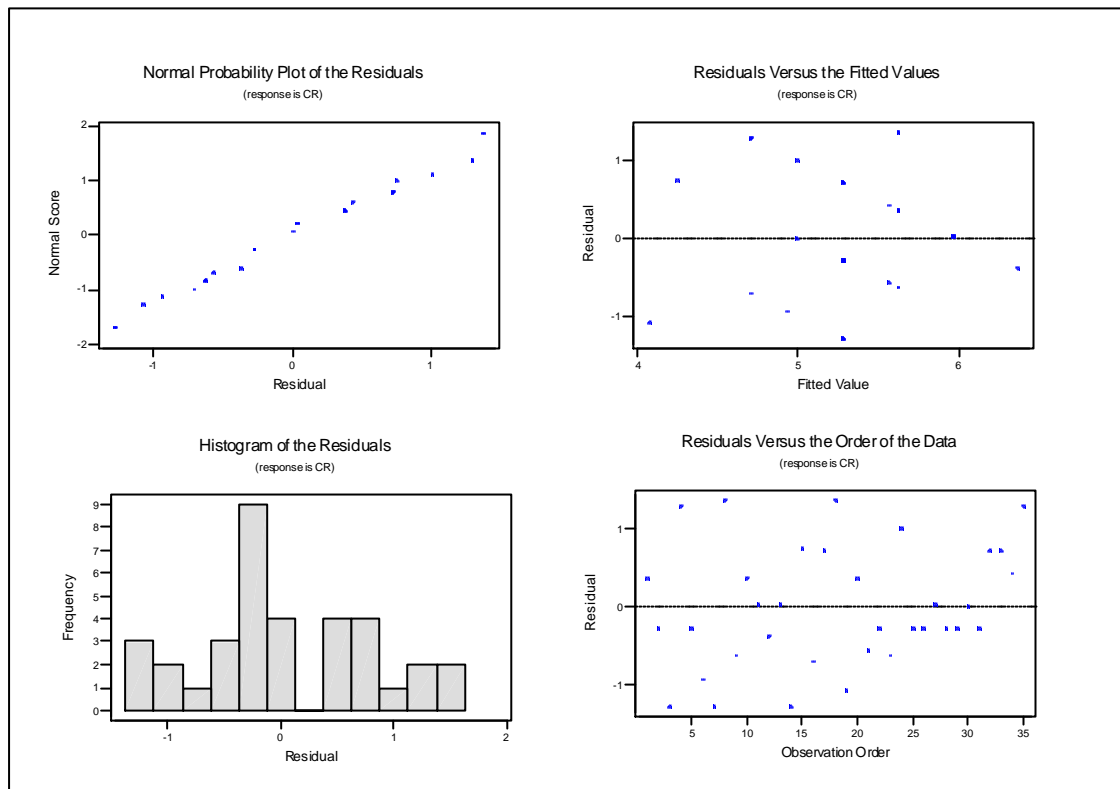 Normal Probability Plot of the Residuals
(response is CR)
2
1
0
-1
-2
Normal Score
-1
0
1
Residual
Residuals Versus the Fitted Values
(response is CR)
1
0
-1
Residual
4
5
6
Fitted Value
Histogram of the Residuals
(response is CR)
9
8
7
6
5
4
3
2
1
0
Frequency
-1
0
1
2
Residual
Residuals Versus the Order of the Data
(response is CR)
1
0
-1
Residual
5
10
15
20
25
30
35
Observation Order